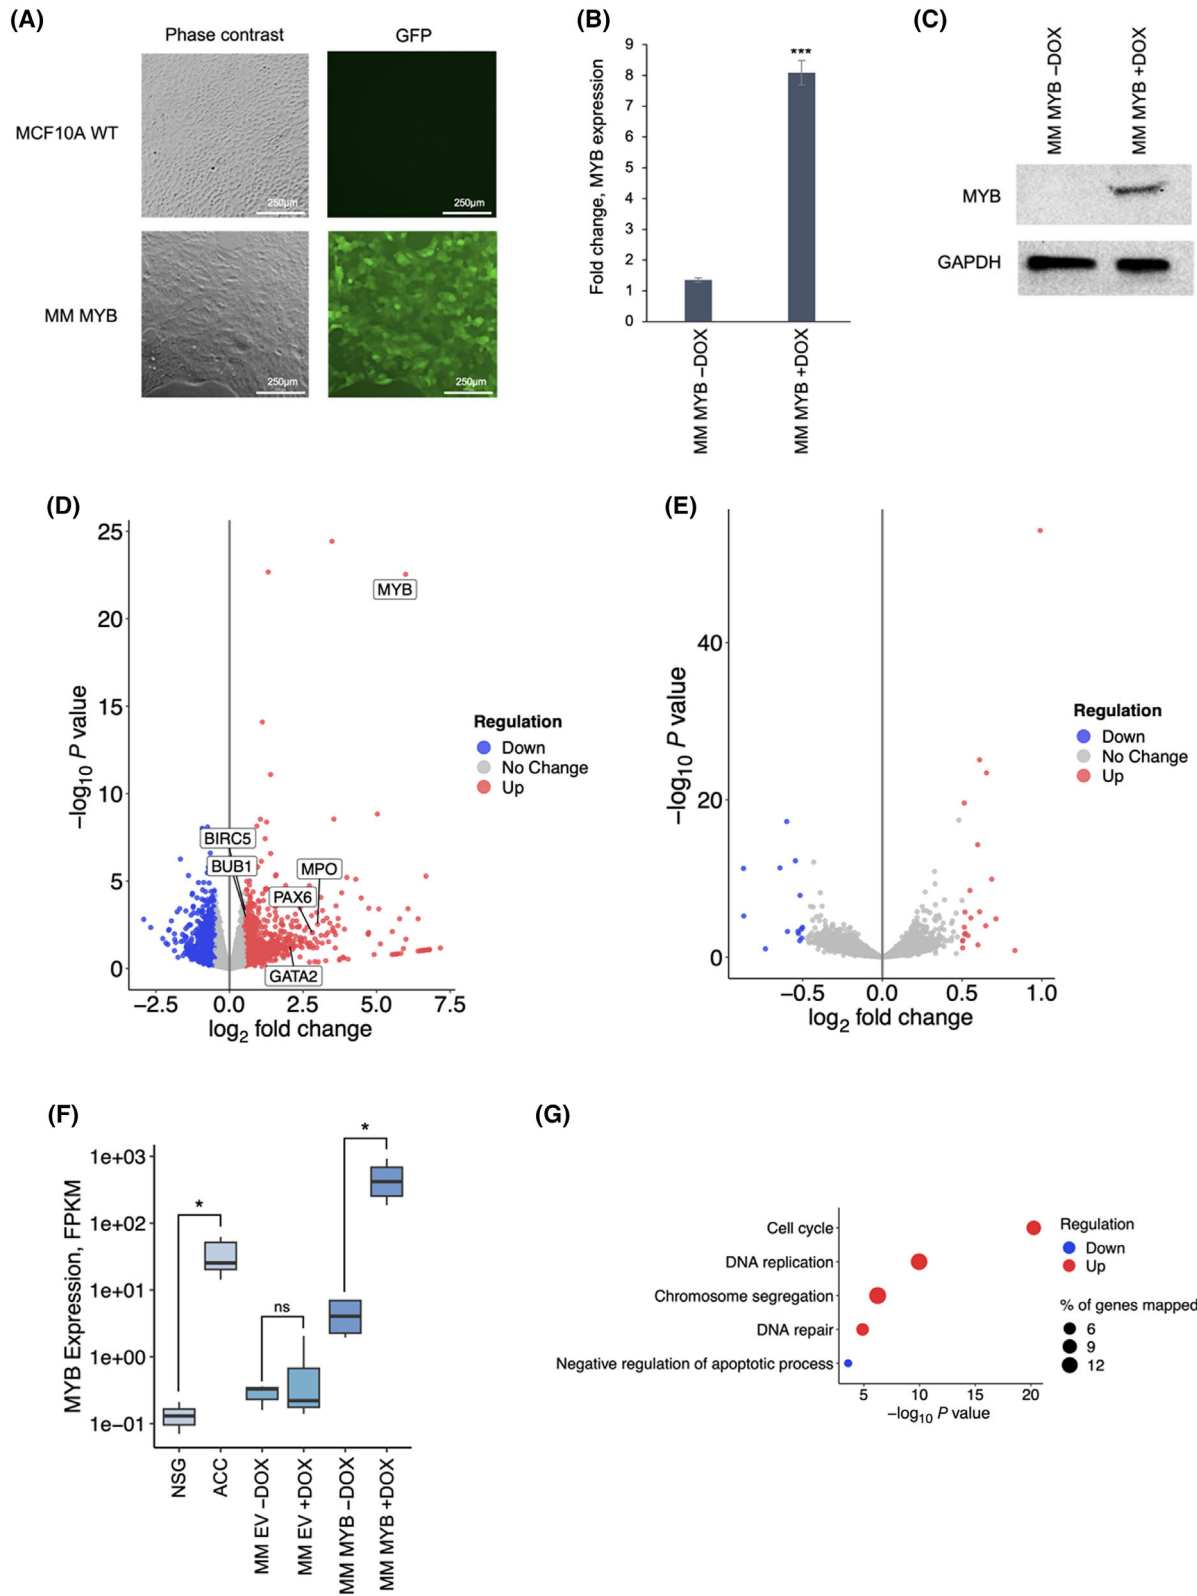 (A)
Phase contrast
GFP
MCF10A WT
250µm
250µm
MM MYB
250µm
250µm
(B)
Fold change, MYB expression
9
8
7
6
5
4
3
2
1
0
***
MM MYB –DOX
MM MYB +DOX
(C)
MM MYB –DOX
MM MYB +DOX
MYB
GAPDH
(D)
–log10 P value
25
20
15
10
5
0
MYB
BIRC5
BUB1
MPO
PAX6
GATA2
−2.5
0.0
2.5
5.0
7.5
log2 fold change
Regulation
Down
No Change
Up
(E)
–log10 P value
40
20
0
−0.5
0.0
0.5
1.0
log2 fold change
Regulation
Down
No Change
Up
(F)
MYB Expression, FPKM
1e+03
1e+02
1e+01
1e+00
1e−01
*
ns
*
NSG
ACC
MM EV –DOX
MM EV +DOX
MM MYB –DOX
MM MYB +DOX
(G)
Cell cycle
DNA replication
Chromosome segregation
DNA repair
Negative regulation of apoptotic process
5
10
15
20
–log10 P value
Regulation
Down
Up
% of genes mapped
6
9
12